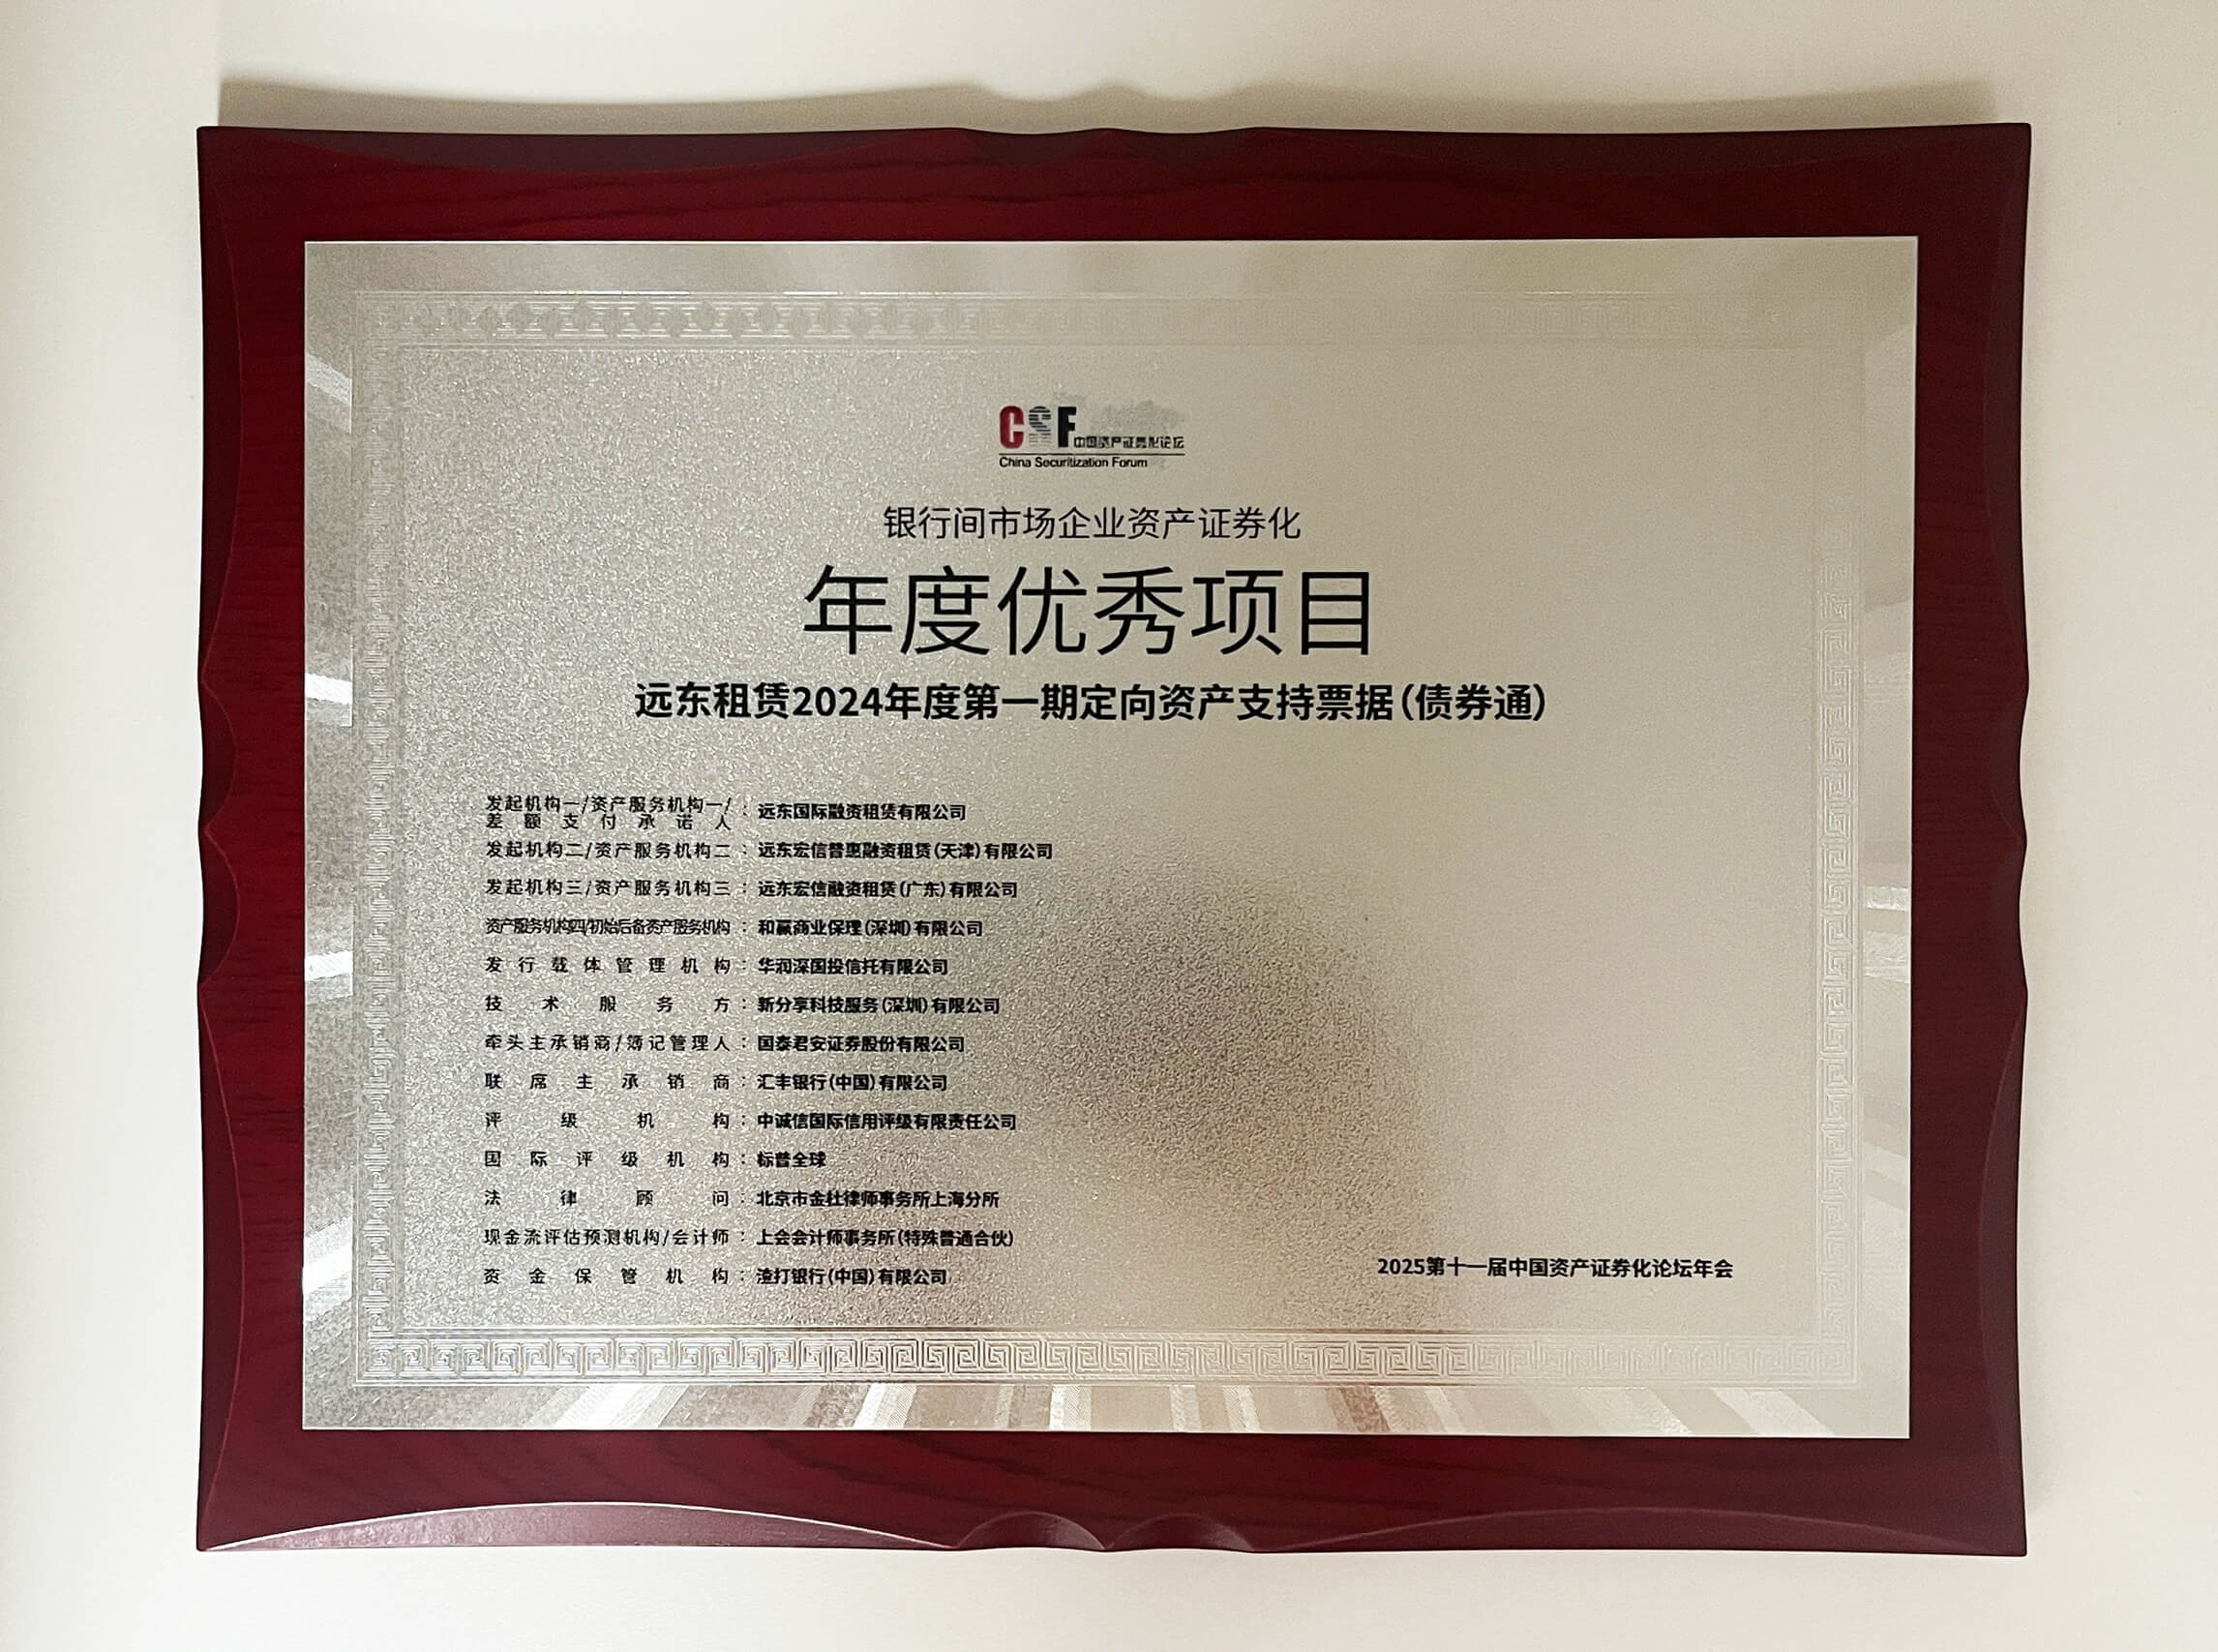 CSF中国资产证券化论坛
China Securitization Forum
银行间市场企业资产证券化
年度优秀项目
远东租赁2024年度第一期定向资产支持票据(债券通)
发起机构一/资产服务机构一/
差额支付承诺人：远东国际融资租赁有限公司
发起机构二/资产服务机构二：远东宏信普惠融资租赁(天津)有限公司
发起机构三/资产服务机构三：远东宏信融资租赁(广东)有限公司
资产服务机构四/初始后备资产服务机构：和赢商业保理(深圳)有限公司
发行载体管理机构：华润深国投信托有限公司
技术服务方：新分享科技服务(深圳)有限公司
牵头主承销商/簿记管理人：国泰君安证券股份有限公司
联席主承销商：汇丰银行(中国)有限公司
评级机构：中诚信国际信用评级有限责任公司
国际评级机构：标普全球
法律顾问：北京市金杜律师事务所上海分所
现金流评估预测机构/会计师：上会会计师事务所(特殊普通合伙)
资金保管机构：渣打银行(中国)有限公司
2025第十一届中国资产证券化论坛年会